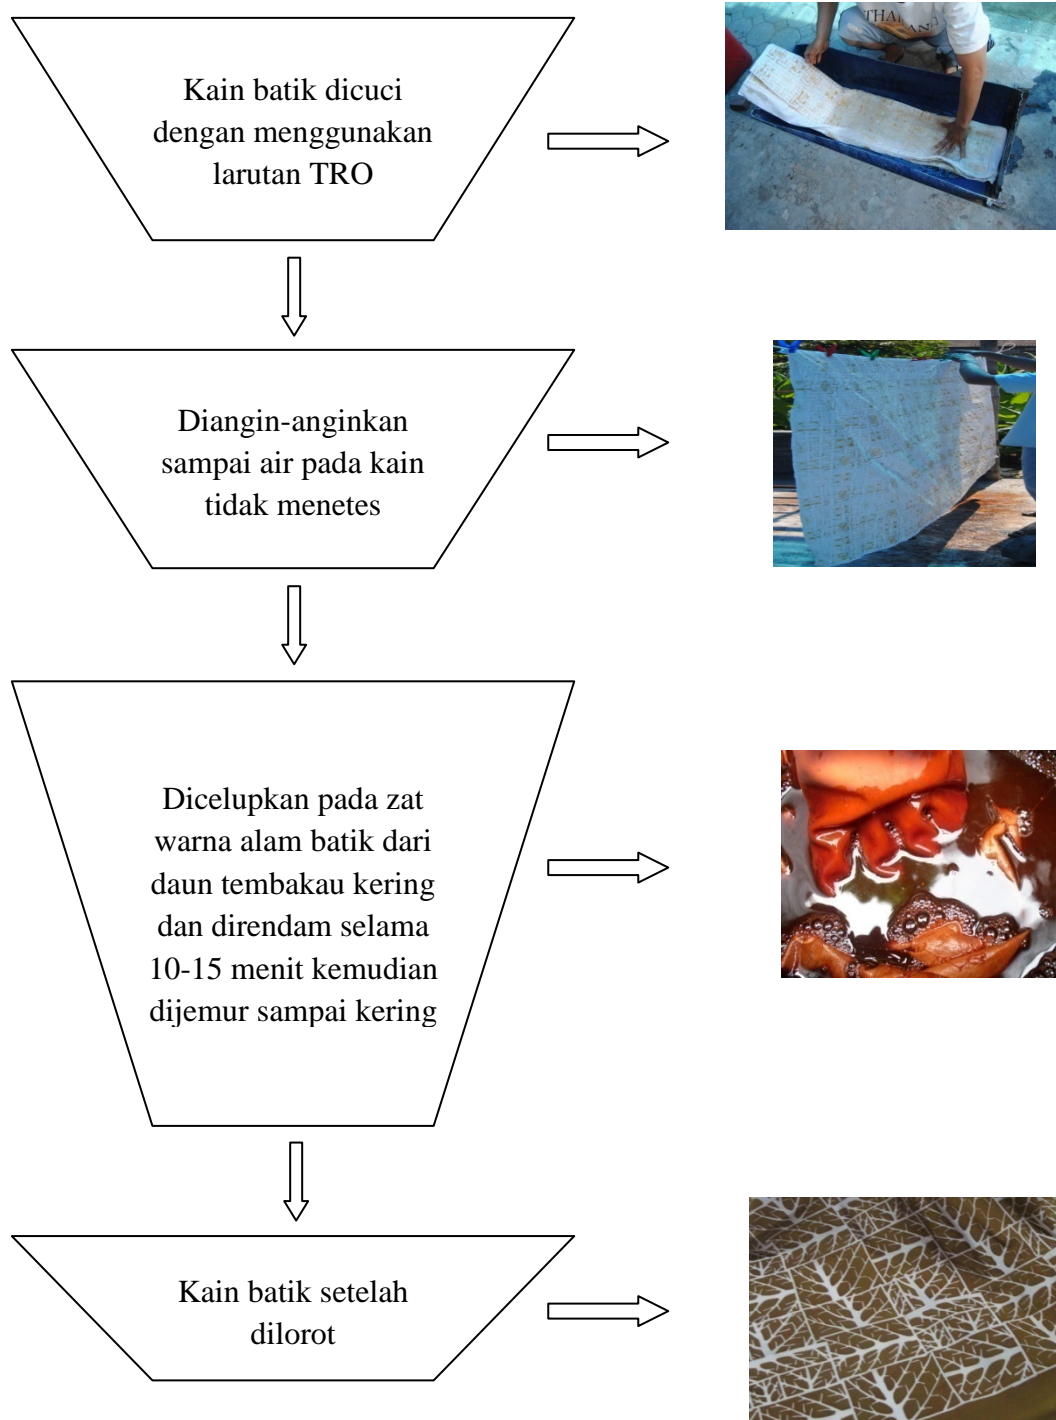 THA
AN
Kain batik dicuci
dengan menggunakan
larutan TRO
Diangin-anginkan
sampai air pada kain
tidak menetes
Dicelupkan pada zat
warna alam batik dari
daun tembakau kering
dan direndam selama
10-15 menit kemudian
dijemur sampai kering
Kain batik setelah
dilorot